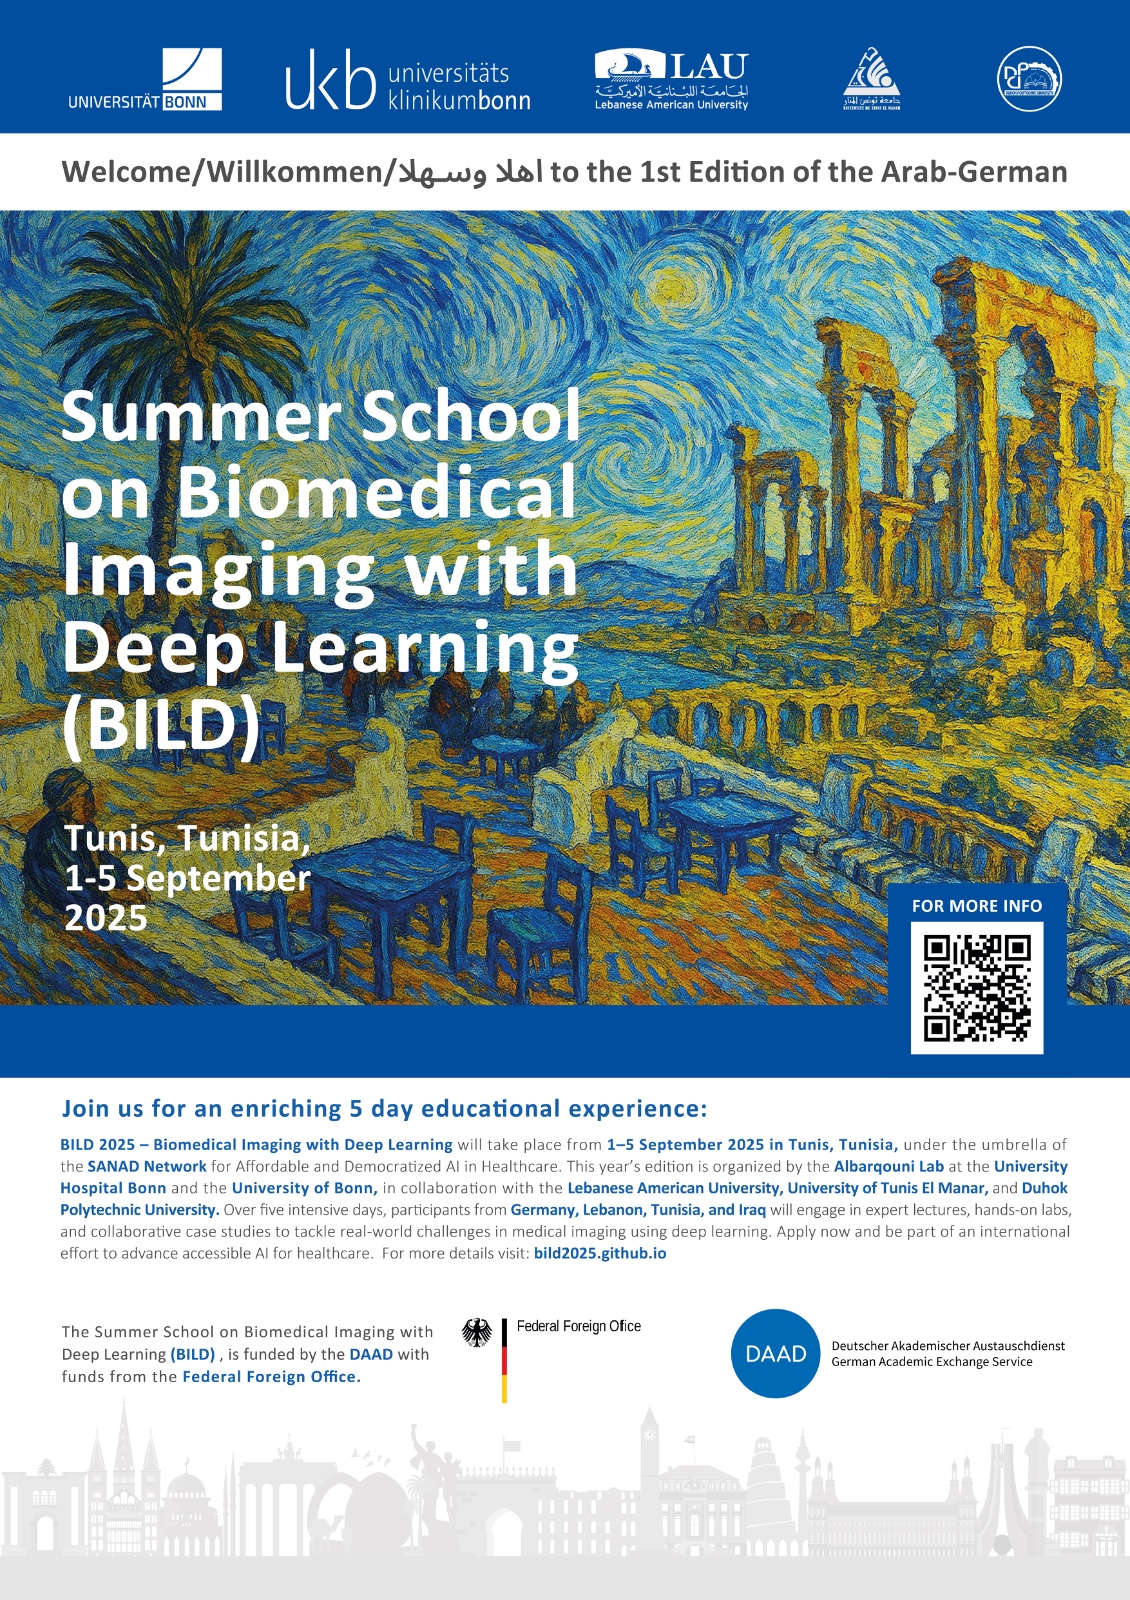 UNIVERSITÄT BONN
ukb universitäts
klinikumbonn
LAU
الجامعة اللبنانية الأميركية
Lebanese American University
جامعة تونس المنار
UNIVERSITÉ DE TUNIS EL MANAR
Welcome/Willkommen/اهلا وسهلا to the 1st Edition of the Arab-German
Summer School
on Biomedical
Imaging with
Deep Learning
(BILD)
Tunis, Tunisia,
1-5 September
2025
FOR MORE INFO
Join us for an enriching 5 day educational experience:
BILD 2025 – Biomedical Imaging with Deep Learning will take place from 1–5 September 2025 in Tunis, Tunisia, under the umbrella of
the SANAD Network for Affordable and Democratized AI in Healthcare. This year's edition is organized by the Albarqouni Lab at the University
Hospital Bonn and the University of Bonn, in collaboration with the Lebanese American University, University of Tunis El Manar, and Duhok
Polytechnic University. Over five intensive days, participants from Germany, Lebanon, Tunisia, and Iraq will engage in expert lectures, hands-on labs,
and collaborative case studies to tackle real-world challenges in medical imaging using deep learning. Apply now and be part of an international
effort to advance accessible AI for healthcare. For more details visit: bild2025.github.io
The Summer School on Biomedical Imaging with
Deep Learning (BILD) , is funded by the DAAD with
funds from the Federal Foreign Office.
Federal Foreign Office
DAAD
Deutscher Akademischer Austauschdienst
German Academic Exchange Service